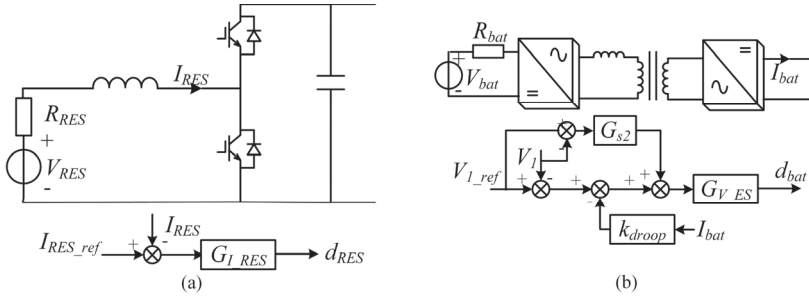 I_RES
R_RES
+
V_RES
-
I_RES_ref
+
I_RES
-
G_I_RES
d_RES
(a)
R_bat
+
V_bat
-
=
=
I_bat
+
-
G_s2
V_1
V_1_ref
+
-
+
-
+
+
G_V_ES
d_bat
k_droop
I_bat
(b)